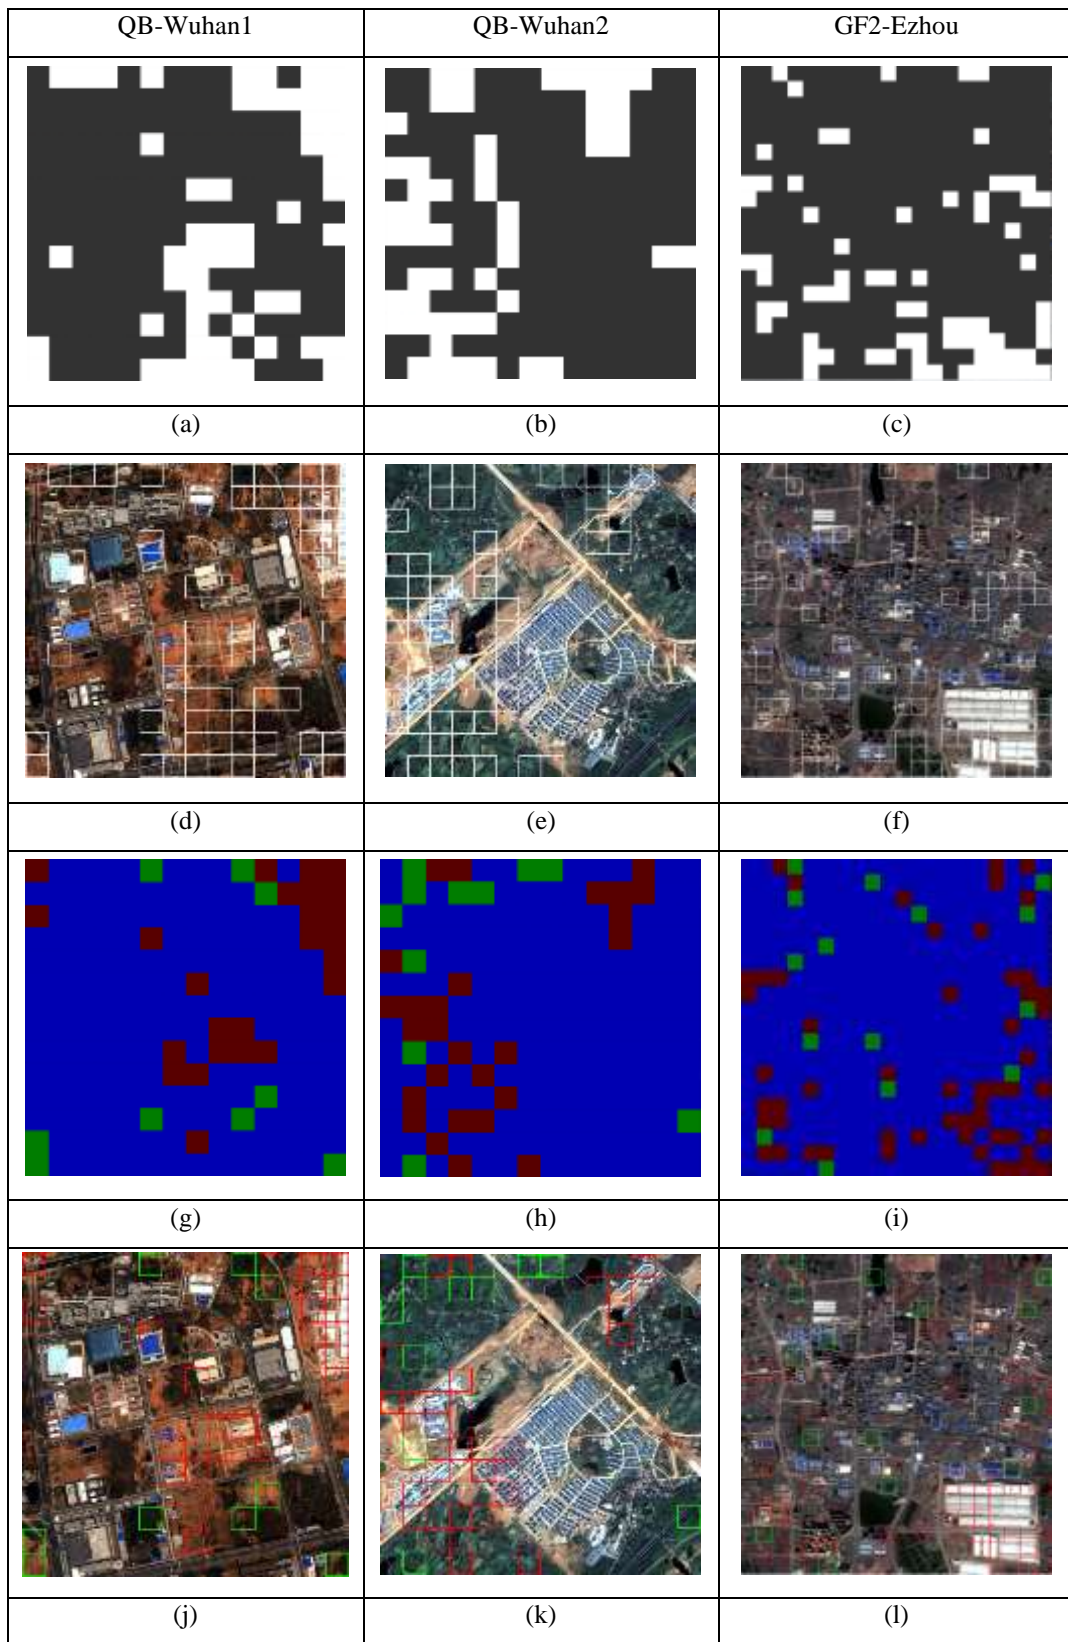 QB-Wuhan1
QB-Wuhan2
GF2-Ezhou
(a)
(b)
(c)
(d)
(e)
(f)
(g)
(h)
(i)
(j)
(k)
(l)